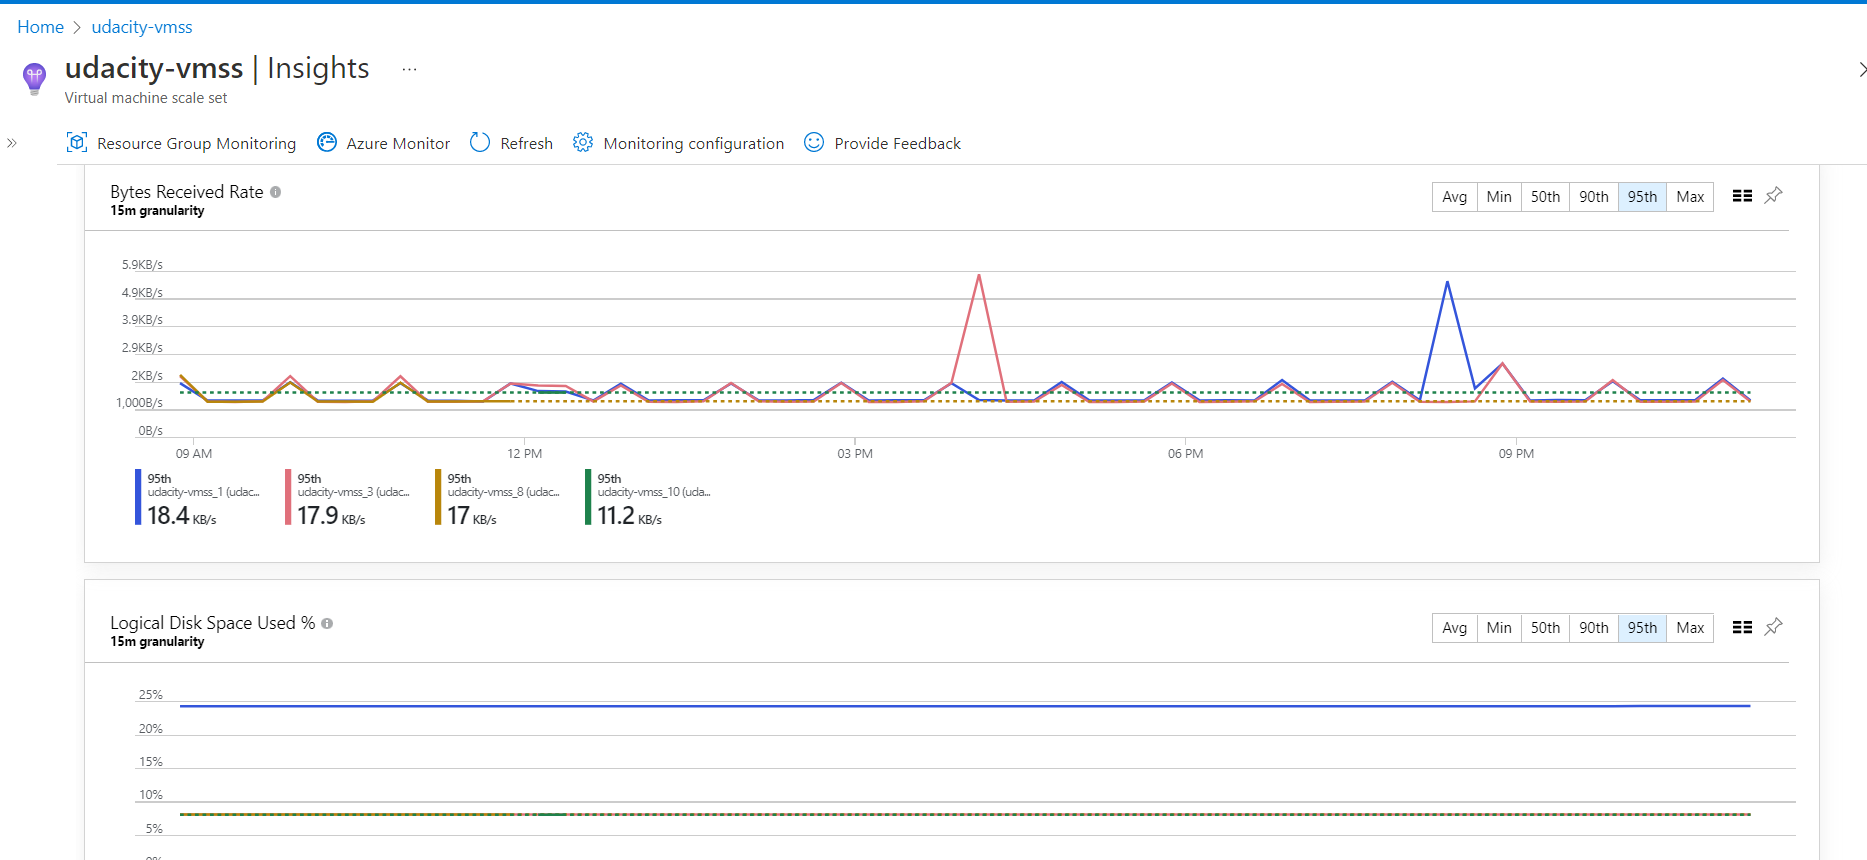 Home > udacity-vmss
udacity-vmss | Insights ...
Virtual machine scale set
Resource Group Monitoring Azure Monitor Refresh Monitoring configuration Provide Feedback
Bytes Received Rate
15m granularity
Avg Min 50th 90th 95th Max
5.9KB/s
4.9KB/s
3.9KB/s
2.9KB/s
2KB/s
1,000B/s
0B/s
09 AM 12 PM 03 PM 06 PM 09 PM
95th
udacity-vmss_1 (udac...
18.4 KB/s
95th
udacity-vmss_3 (udac...
17.9 KB/s
95th
udacity-vmss_8 (udac...
17 KB/s
95th
udacity-vmss_10 (uda...
11.2 KB/s
Logical Disk Space Used %
15m granularity
Avg Min 50th 90th 95th Max
25%
20%
15%
10%
5%
0%